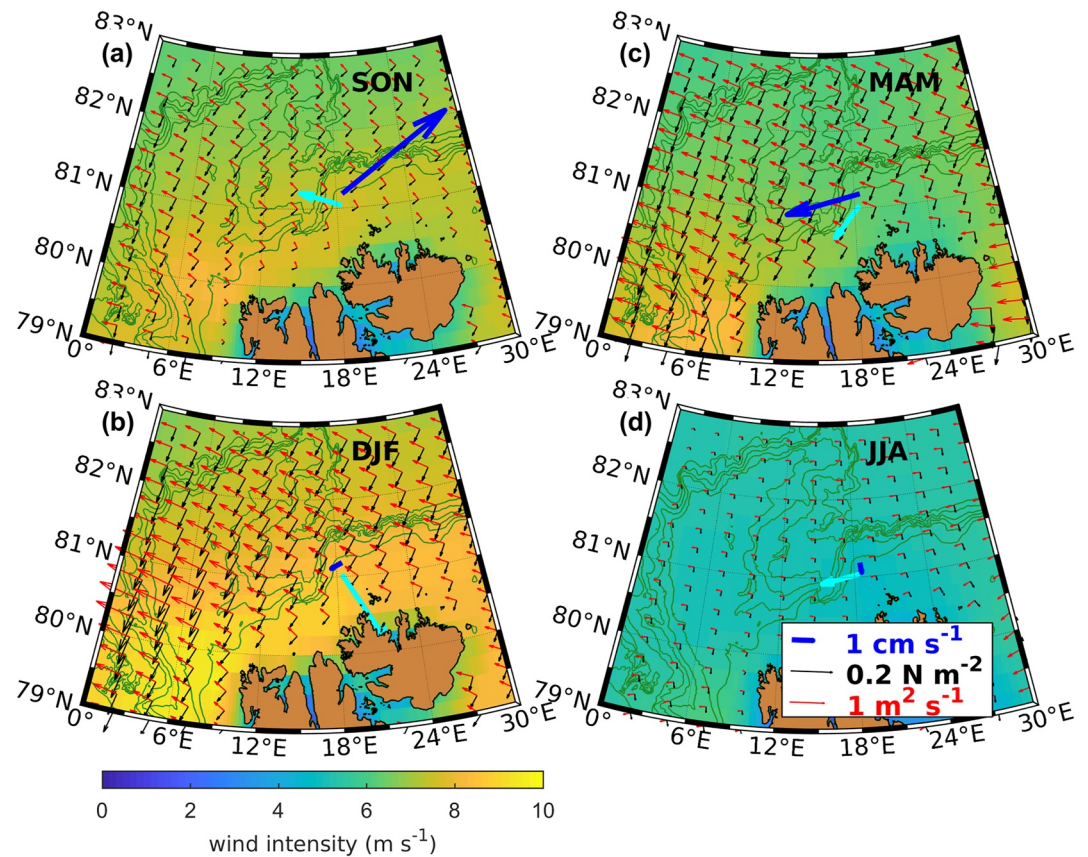 (a)
SON
83°N
82°N
81°N
80°N
79°N
0°
6°E
12°E
18°E
24°E
30°E
(c)
MAM
83°N
82°N
81°N
80°N
79°N
0°
6°E
12°E
18°E
24°E
30°E
(b)
DJF
83°N
82°N
81°N
80°N
79°N
0°
6°E
12°E
18°E
24°E
30°E
(d)
JJA
83°N
82°N
81°N
80°N
79°N
0°
6°E
12°E
18°E
24°E
30°E
1 cm s⁻¹
0.2 N m⁻²
1 m² s⁻¹
0 2 4 6 8 10
wind intensity (m s⁻¹)